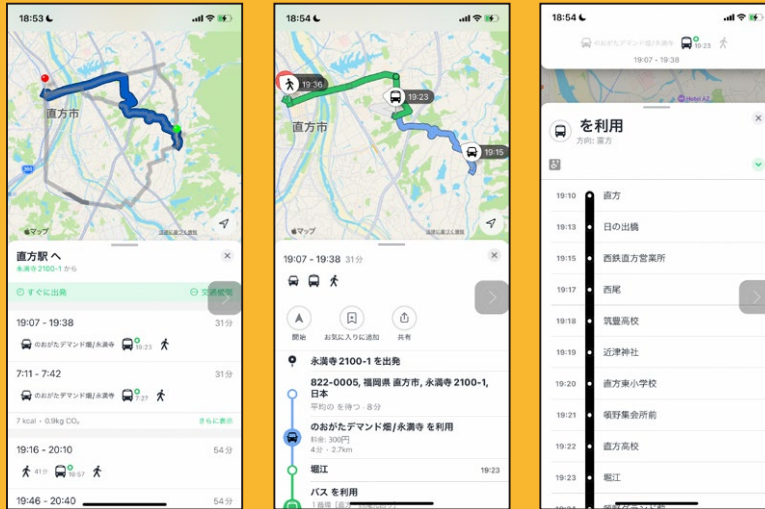 18:53
直方市
マップ
直方駅 へ
永満寺2100-1 から
すぐに出発
19:07 - 19:38
31分
のおがたデマンド畑/永満寺
19:23
7:11 - 7:42
31分
のおがたデマンド畑/永満寺
7:27
7 kcal・0.9kg CO₂
さらに表示
19:16 - 20:10
54分
41分
19:57
19:46 - 20:40
54分
18:54
19:36
19:23
直方市
19:15
マップ
19:07 - 19:38 31分
開始
お気に入りに追加
共有
永満寺2100-1 を出発
822-0005, 福岡県 直方市, 永満寺 2100-1,
日本
平均の を待つ・8分
のおがたデマンド畑/永満寺 を利用
料金: 300円
4分・2.7km
堀江
19:23
バス を利用
18:54
のおがたデマンド畑/永満寺
19:23
19:07 - 19:38
Hotel AZ
を利用
方向: 直方
19:10 直方
19:13 日の出橋
19:15 西鉄直方営業所
19:17 西尾
19:18 筑豊高校
19:19 近津神社
19:20 直方東小学校
19:21 頓野集会所前
19:22 直方高校
19:23 堀江